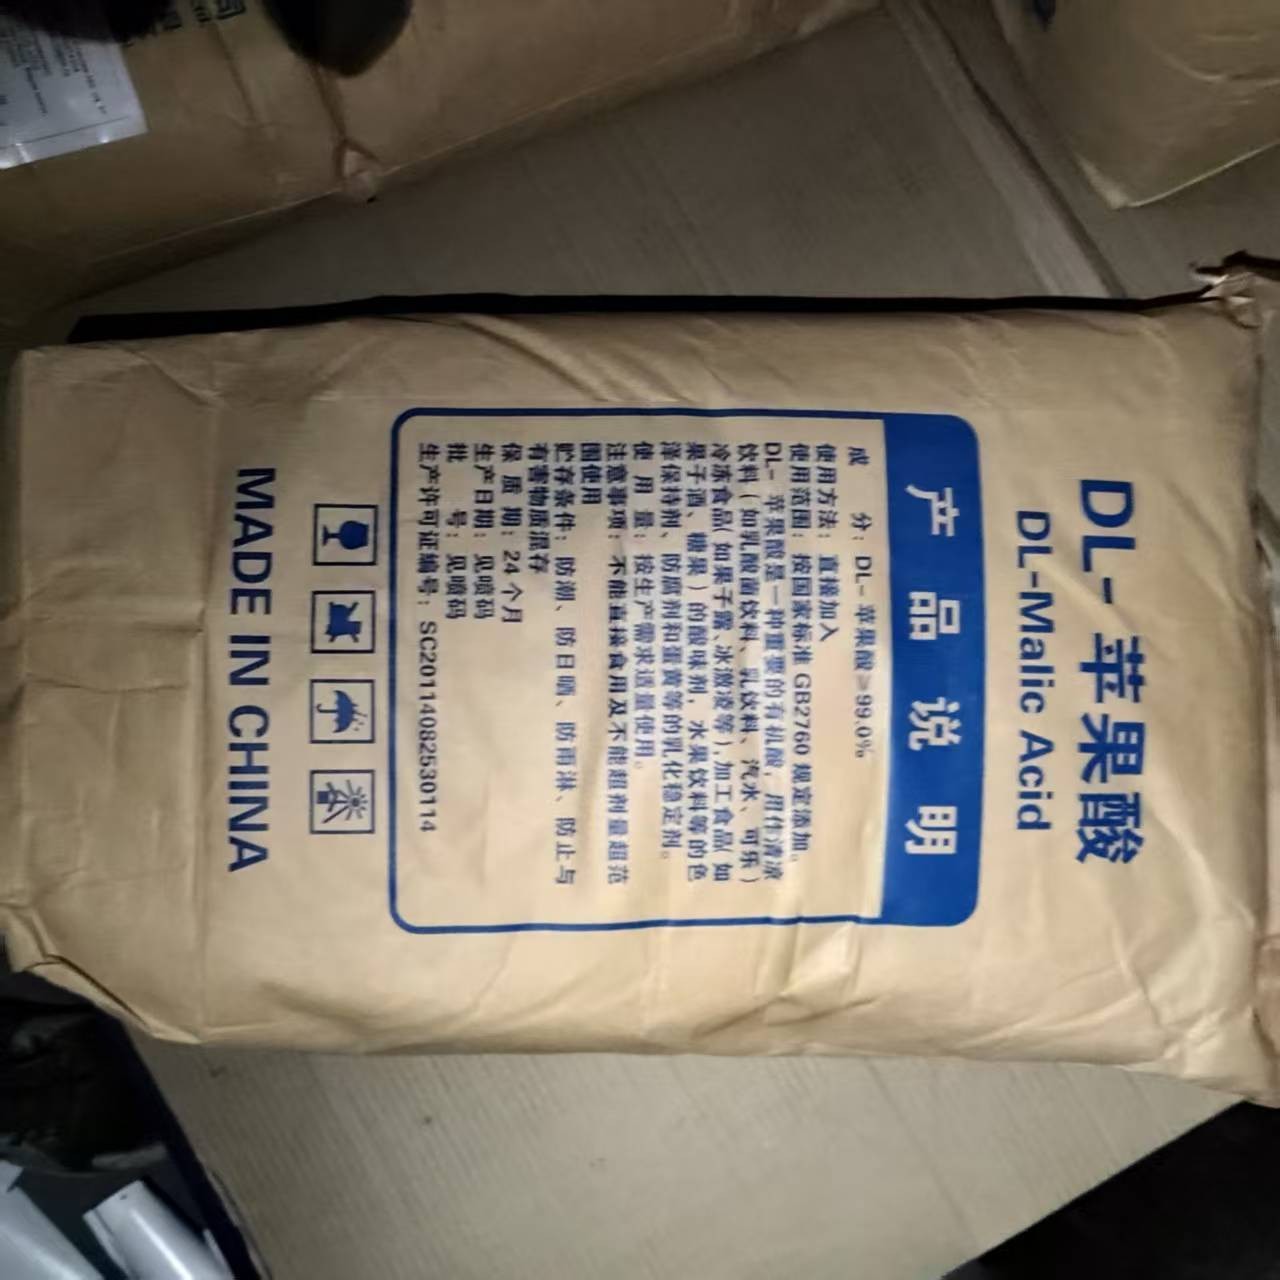 DL-苹果酸
DL-Malic Acid
产品说明
成 分：DL-苹果酸≥99.0%
使用方法：直接加入
使用范围：按国家标准GB2760规定添加。
DL-苹果酸是一种重要的有机酸，用作清凉
饮料（如乳酸菌饮料、乳饮料、汽水、可乐）
冷冻食品(如果子露、冰激凌等),加工食品(如
果子酒、糖果）的酸味剂，水果饮料等的色
泽保持剂、防腐剂和蛋黄等的乳化稳定剂。
使 用 量：按生产需求适量使用。
注意事项：不能直接食用及不能超剂量超范
围使用
贮存条件：防潮、防日晒、防雨淋、防止与
有害物质混存
保 质 期：24个月
生产日期：见喷码
批 号：见喷码
生产许可证编号：SC20114082530114
MADE IN CHINA
司